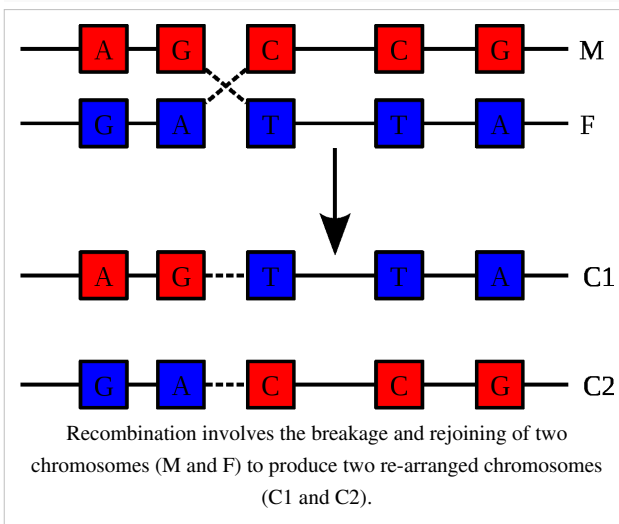 A G C C G M
G A T T A F
A G T T A C1
G A C C G C2
Recombination involves the breakage and rejoining of two
chromosomes (M and F) to produce two re-arranged chromosomes
(C1 and C2).